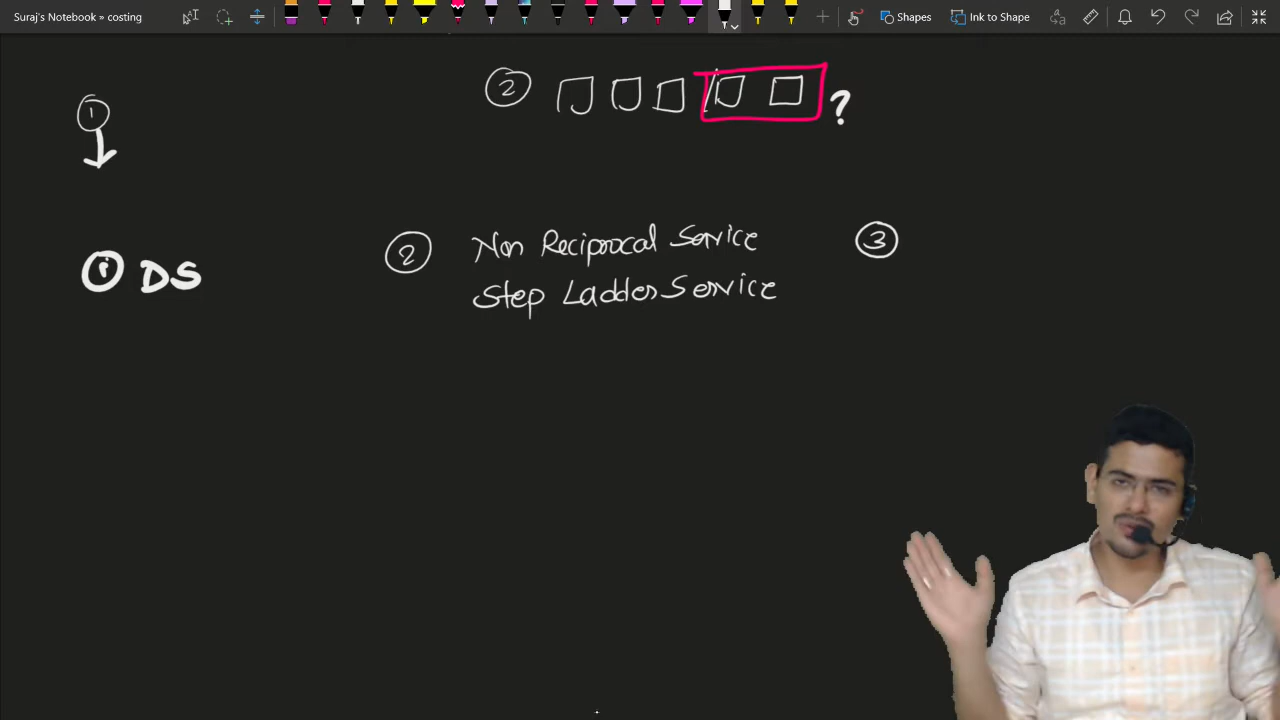 Suraj's Notebook » costing
Shapes
Ink to Shape
② ?
①
① DS
② Non Reciprocal Service
Step Ladder Service
③